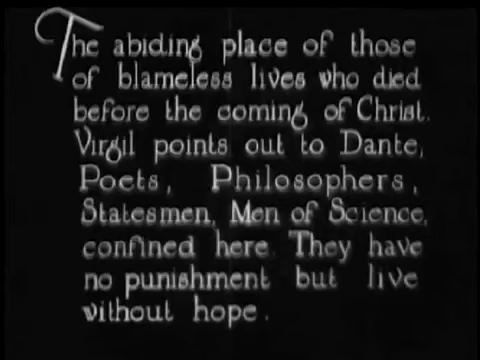 The abiding place of those
of blameless lives who died
before the coming of Christ.
Virgil points out to Dante,
Poets, Philosophers,
Statesmen, Men of Science,
confined here. They have
no punishment but live
without hope.